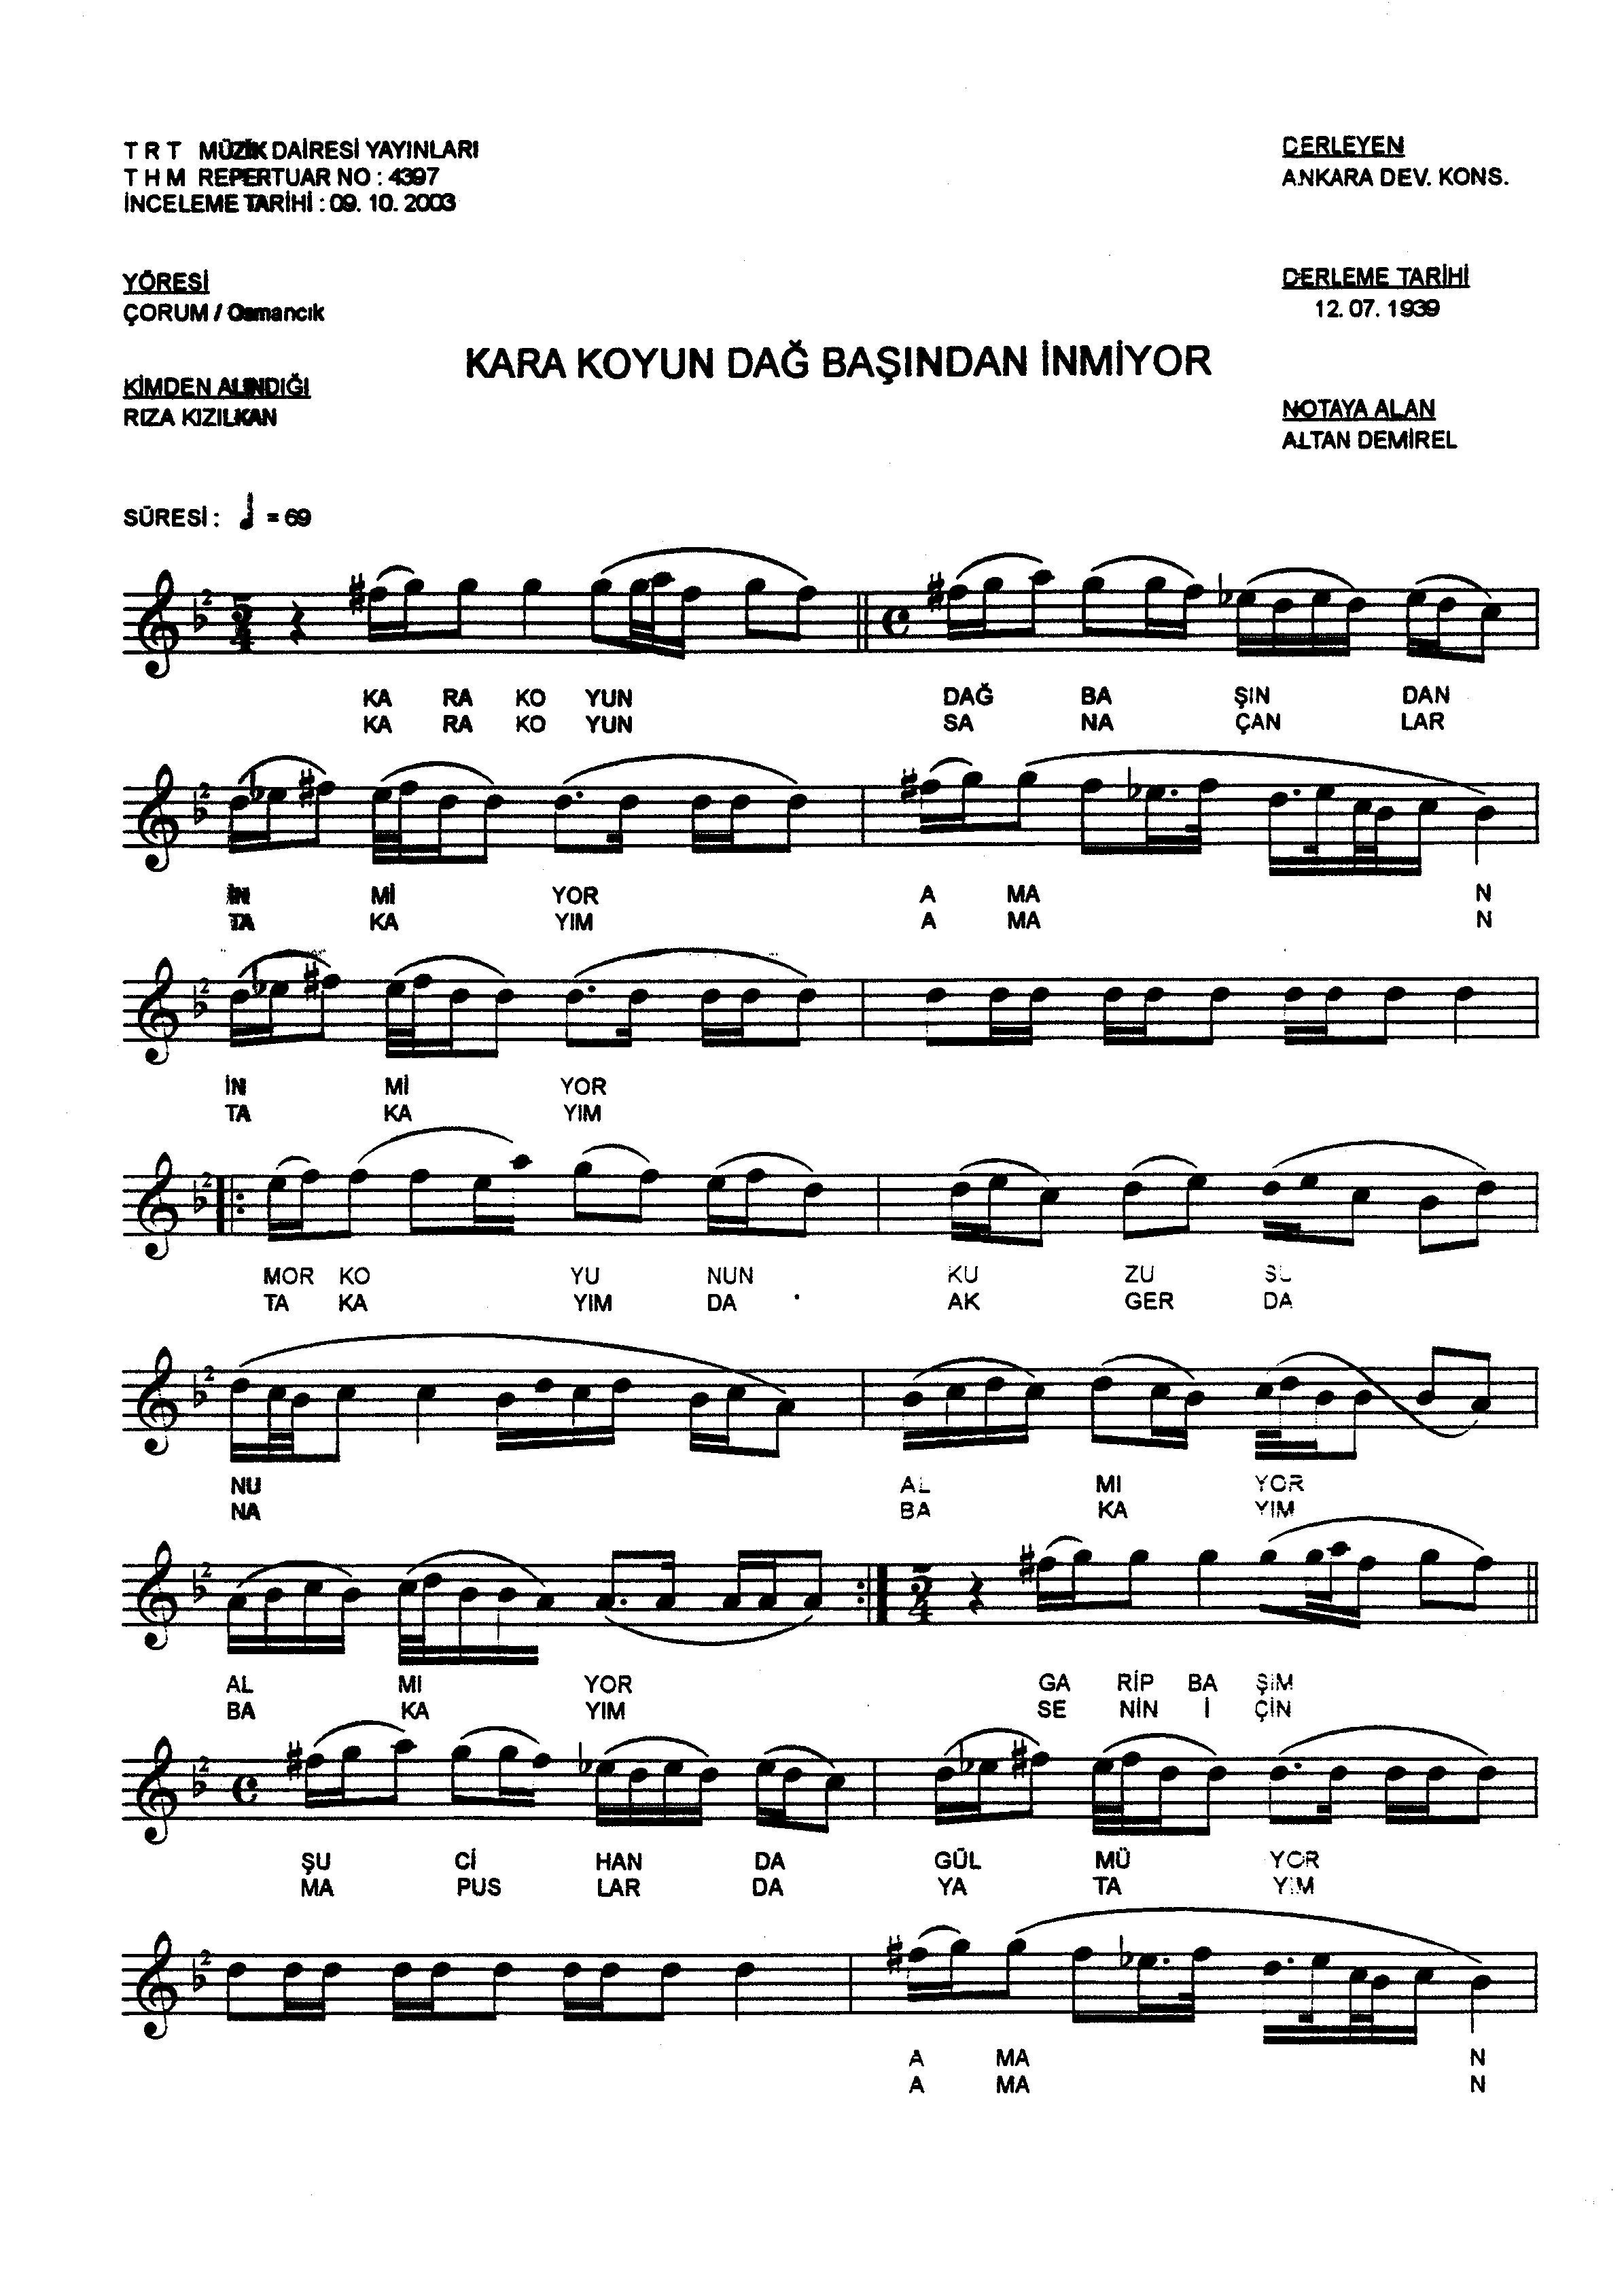 T R T MÜZİK DAİRESİ YAYINLARI
T H M REPERTUAR NO : 4397
İNCELEME TARİHİ : 09. 10. 2003
DERLEYEN
ANKARA DEV. KONS.
YÖRESİ
ÇORUM / Osmancık
DERLEME TARİHİ
12. 07. 1939
KARA KOYUN DAĞ BAŞINDAN İNMİYOR
KİMDEN ALINDIĞI
RIZA KIZILKAN
NOTAYA ALAN
ALTAN DEMİREL
SÜRESİ : = 69
KA RA KO YUN DAĞ BA ŞIN DAN
KA RA KO YUN SA NA ÇAN LAR
İN Mİ YOR A MA N
TA KA YIM A MA N
İN Mİ YOR
TA KA YIM
MOR KO YU NUN KU ZU SU
TA KA YIM DA AK GER DA
NU AL MI YOR
NA BA KA YIM
AL MI YOR GA RİP BA ŞIM
BA KA YIM SE NİN İ ÇİN
ŞU Cİ HAN DA GÜL MÜ YOR
MA PUS LAR DA YA TA YIM
A MA N
A MA N